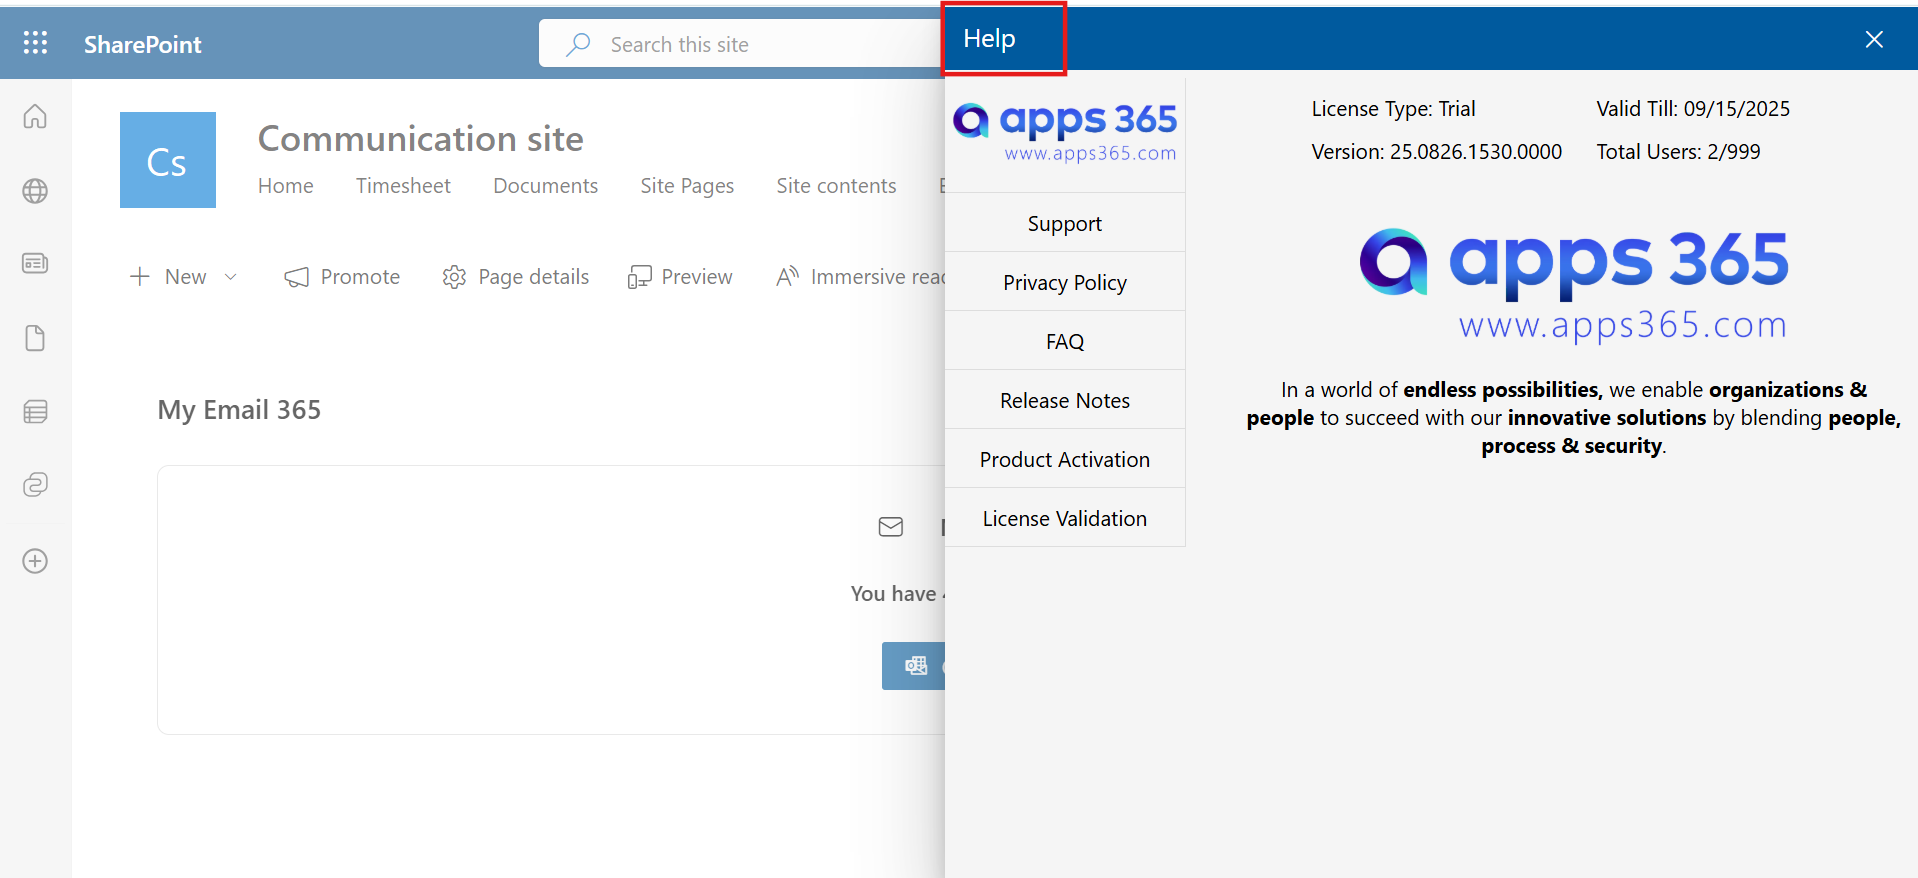 SharePoint
Search this site
Help
Cs
Communication site
Home Timesheet Documents Site Pages Site contents
New Promote Page details Preview Immersive
My Email 365
You have
apps 365
www.apps365.com
Support
Privacy Policy
FAQ
Release Notes
Product Activation
License Validation
License Type: Trial Valid Till: 09/15/2025
Version: 25.0826.1530.0000 Total Users: 2/999
apps 365
www.apps365.com
In a world of endless possibilities, we enable organizations &
people to succeed with our innovative solutions by blending people,
process & security.